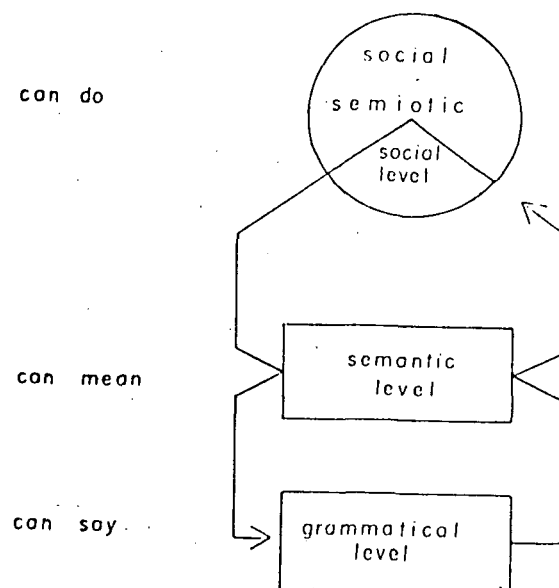 social
can do
semiotic
social
level
can mean
semantic
level
can say
grammatical
level